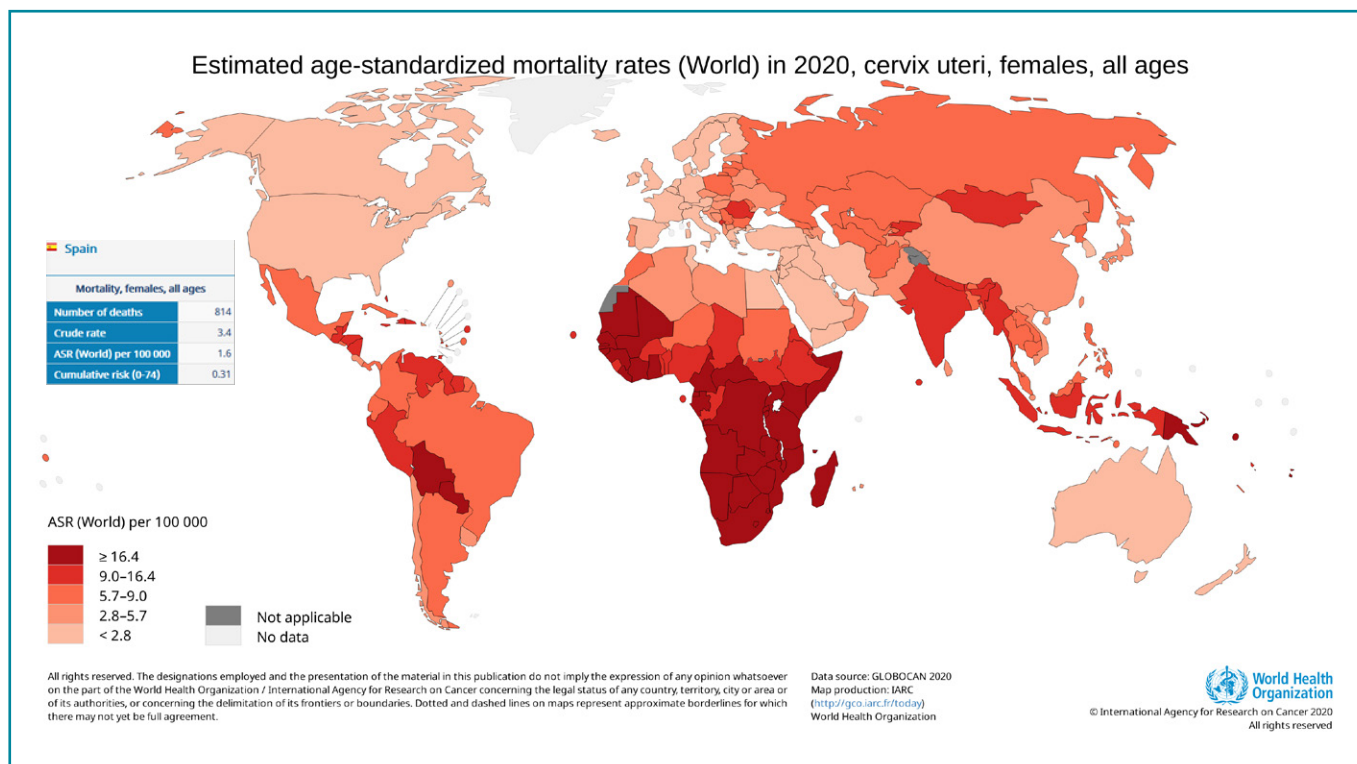 Estimated age-standardized mortality rates (World) in 2020, cervix uteri, females, all ages
Spain
Mortality, females, all ages
Number of deaths 814
Crude rate 3.4
ASR (World) per 100 000 1.6
Cumulative risk (0-74) 0.31
ASR (World) per 100 000
≥ 16.4
9.0–16.4
5.7–9.0
2.8–5.7
< 2.8
Not applicable
No data
All rights reserved. The designations employed and the presentation of the material in this publication do not imply the expression of any opinion whatsoever
on the part of the World Health Organization / International Agency for Research on Cancer concerning the legal status of any country, territory, city or area or
of its authorities, or concerning the delimitation of its frontiers or boundaries. Dotted and dashed lines on maps represent approximate borderlines for which
there may not yet be full agreement.
Data source: GLOBOCAN 2020
Map production: IARC
(http://gco.iarc.fr/today)
World Health Organization
World Health
Organization
© International Agency for Research on Cancer 2020
All rights reserved